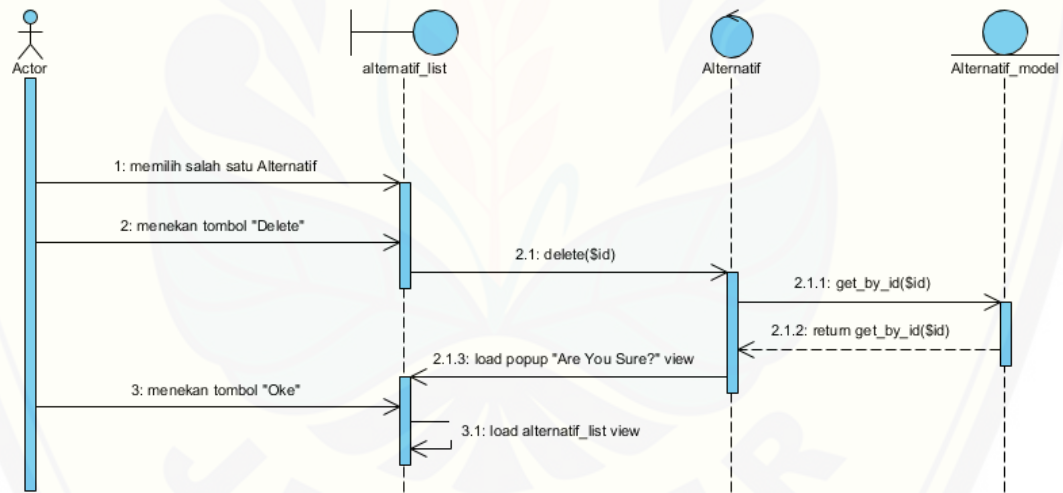 Actor
alternatif_list
Alternatif
Alternatif_model
1: memilih salah satu Alternatif
2: menekan tombol "Delete"
2.1: delete($id)
2.1.1: get_by_id($id)
2.1.2: return get_by_id($id)
2.1.3: load popup "Are You Sure?" view
3: menekan tombol "Oke"
3.1: load alternatif_list view